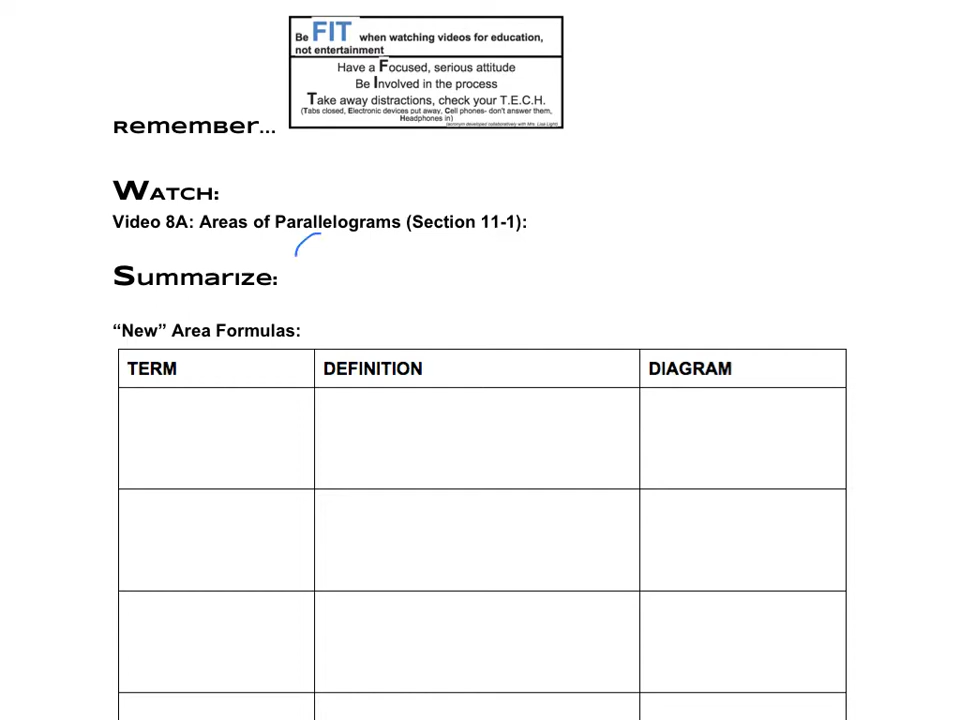 Be FIT when watching videos for education,
not entertainment
Have a Focused, serious attitude
Be Involved in the process
Take away distractions, check your T.E.C.H.
(Tabs closed, Electronic devices put away, Cell phones- don't answer them,
Headphones in)
Remember...
Watch:
Video 8A: Areas of Parallelograms (Section 11-1):
Summarize:
“New” Area Formulas:
TERM DEFINITION DIAGRAM